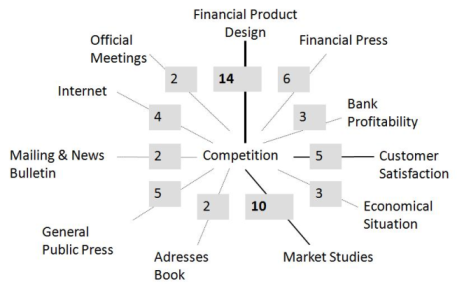 Financial Product
Design
Official
Meetings
Financial Press
2
14
6
Internet
4
3
Bank
Profitability
Mailing & News
Bulletin
2
Competition
5
Customer
Satisfaction
5
2
10
3
Economical
Situation
General
Public Press
Adresses
Book
Market Studies